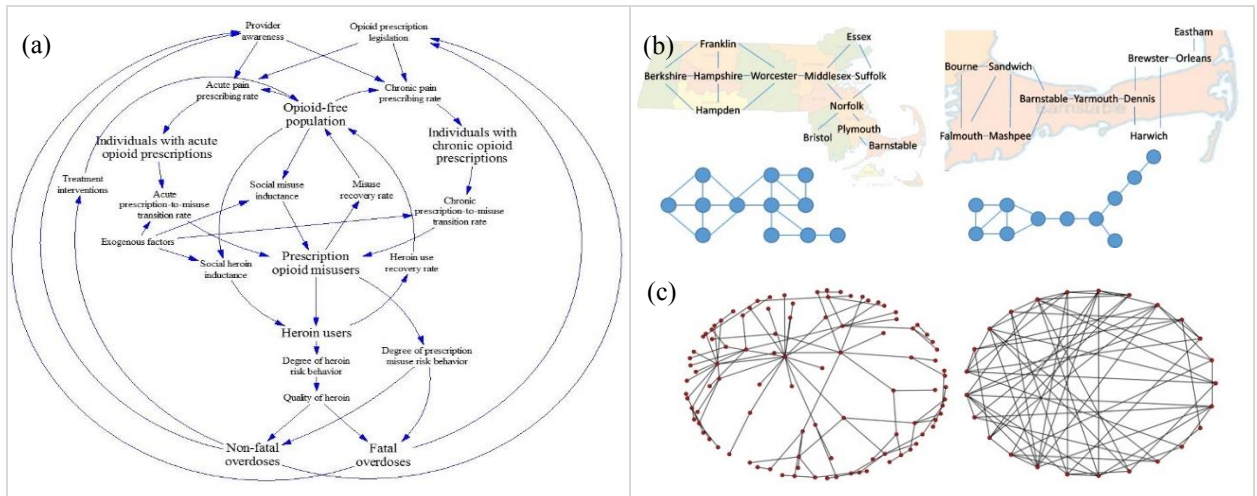 (a)
Provider
awareness
Opioid prescription
legislation
Acute pain
prescribing rate
Chronic pain
prescribing rate
Opioid-free
population
Individuals with acute
opioid prescriptions
Individuals with
chronic opioid
prescriptions
Treatment
interventions
Social misuse
inductance
Misuse
recovery rate
Acute
prescription-to-misuse
transition rate
Chronic
prescription-to-misuse
transition rate
Exogenous factors
Social heroin
inductance
Prescription
opioid misusers
Heroin use
recovery rate
Heroin users
Degree of heroin
risk behavior
Degree of prescription
misuse risk behavior
Quality of heroin
Non-fatal
overdoses
Fatal
overdoses
(b)
Franklin
Essex
Berkshire Hampshire Worcester Middlesex Suffolk
Hampden
Norfolk
Bristol
Plymouth
Barnstable
Eastham
Bourne Sandwich
Brewster Orleans
Barnstable Yarmouth Dennis
Barnstable
Falmouth Mashpee
Harwich
(c)